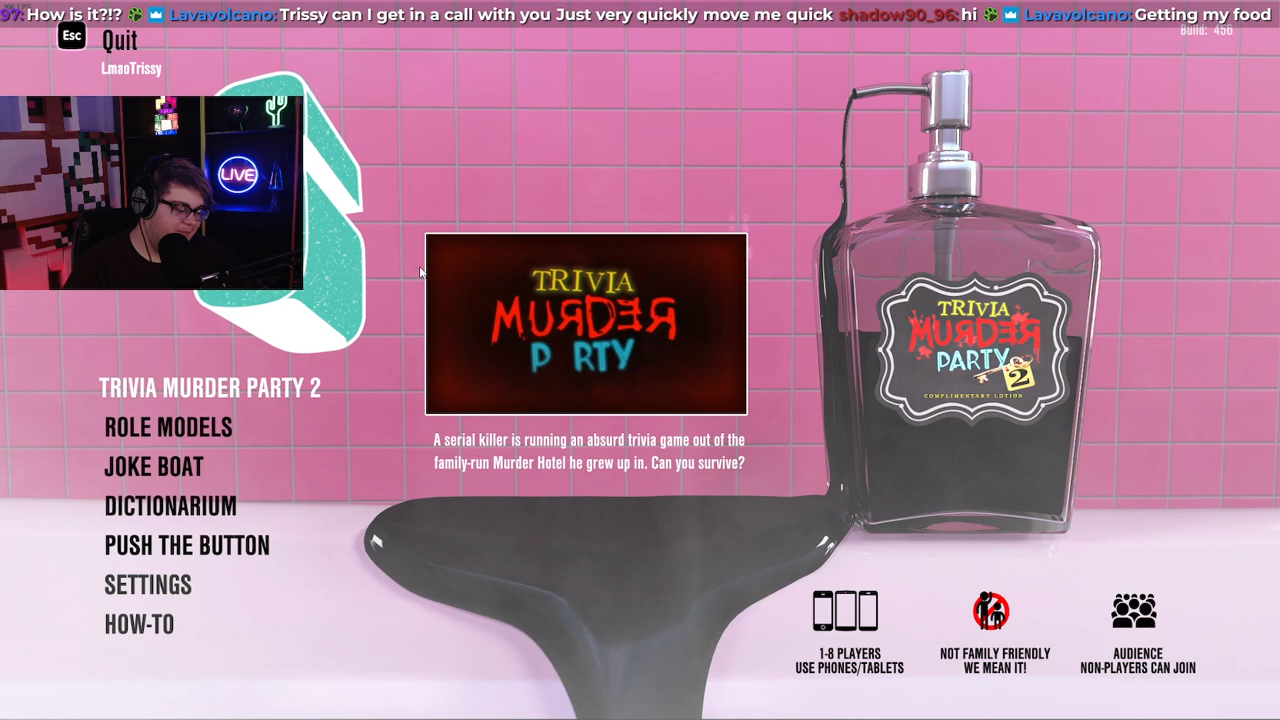 97: How is it?!? Lavavolcano: Trissy can I get in a call with you Just very quickly move me quick shadow90_96: hi Lavavolcano: Getting my food
Esc Quit
Build: 456
LmaoTrissy
LIVE
TRIVIA
MURDER
P RTY
TRIVIA
MURDER
PARTY
2
COMPLIMENTARY LOTION
TRIVIA MURDER PARTY 2
ROLE MODELS
JOKE BOAT
DICTIONARIUM
PUSH THE BUTTON
SETTINGS
HOW-TO
A serial killer is running an absurd trivia game out of the
family-run Murder Hotel he grew up in. Can you survive?
1-8 PLAYERS
USE PHONES/TABLETS
NOT FAMILY FRIENDLY
WE MEAN IT!
AUDIENCE
NON-PLAYERS CAN JOIN